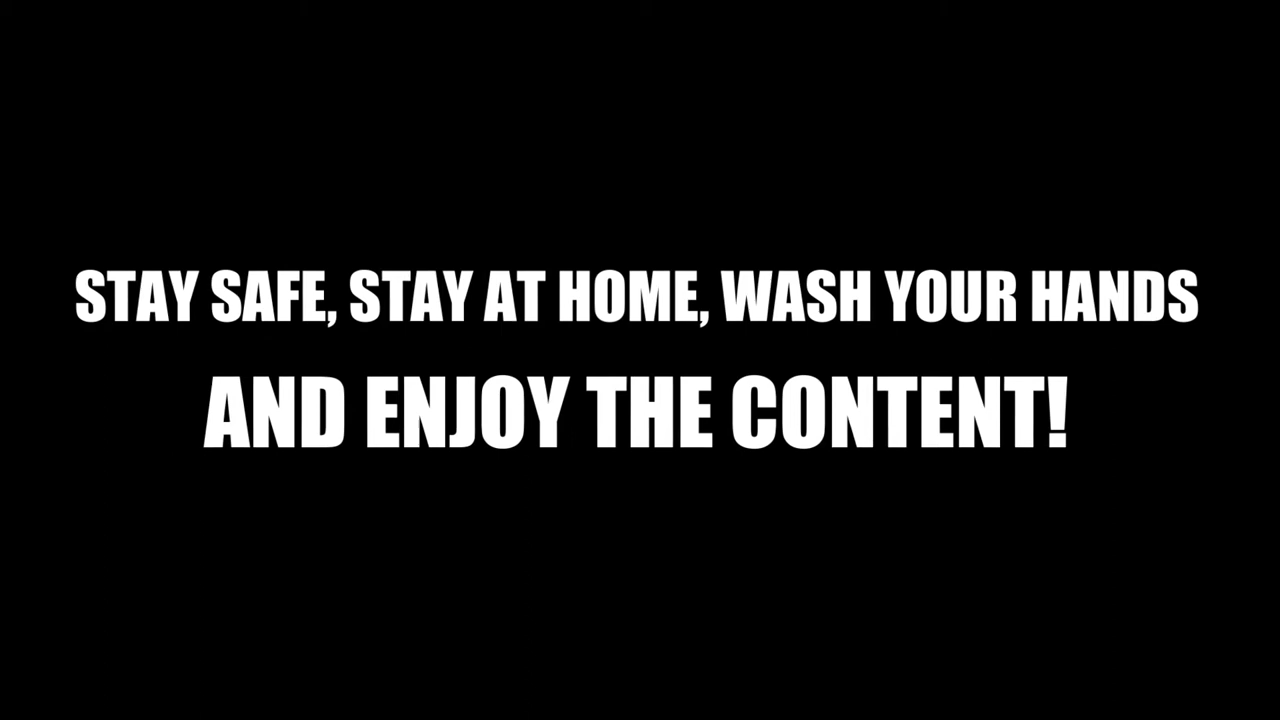 STAY SAFE, STAY AT HOME, WASH YOUR HANDS
AND ENJOY THE CONTENT!